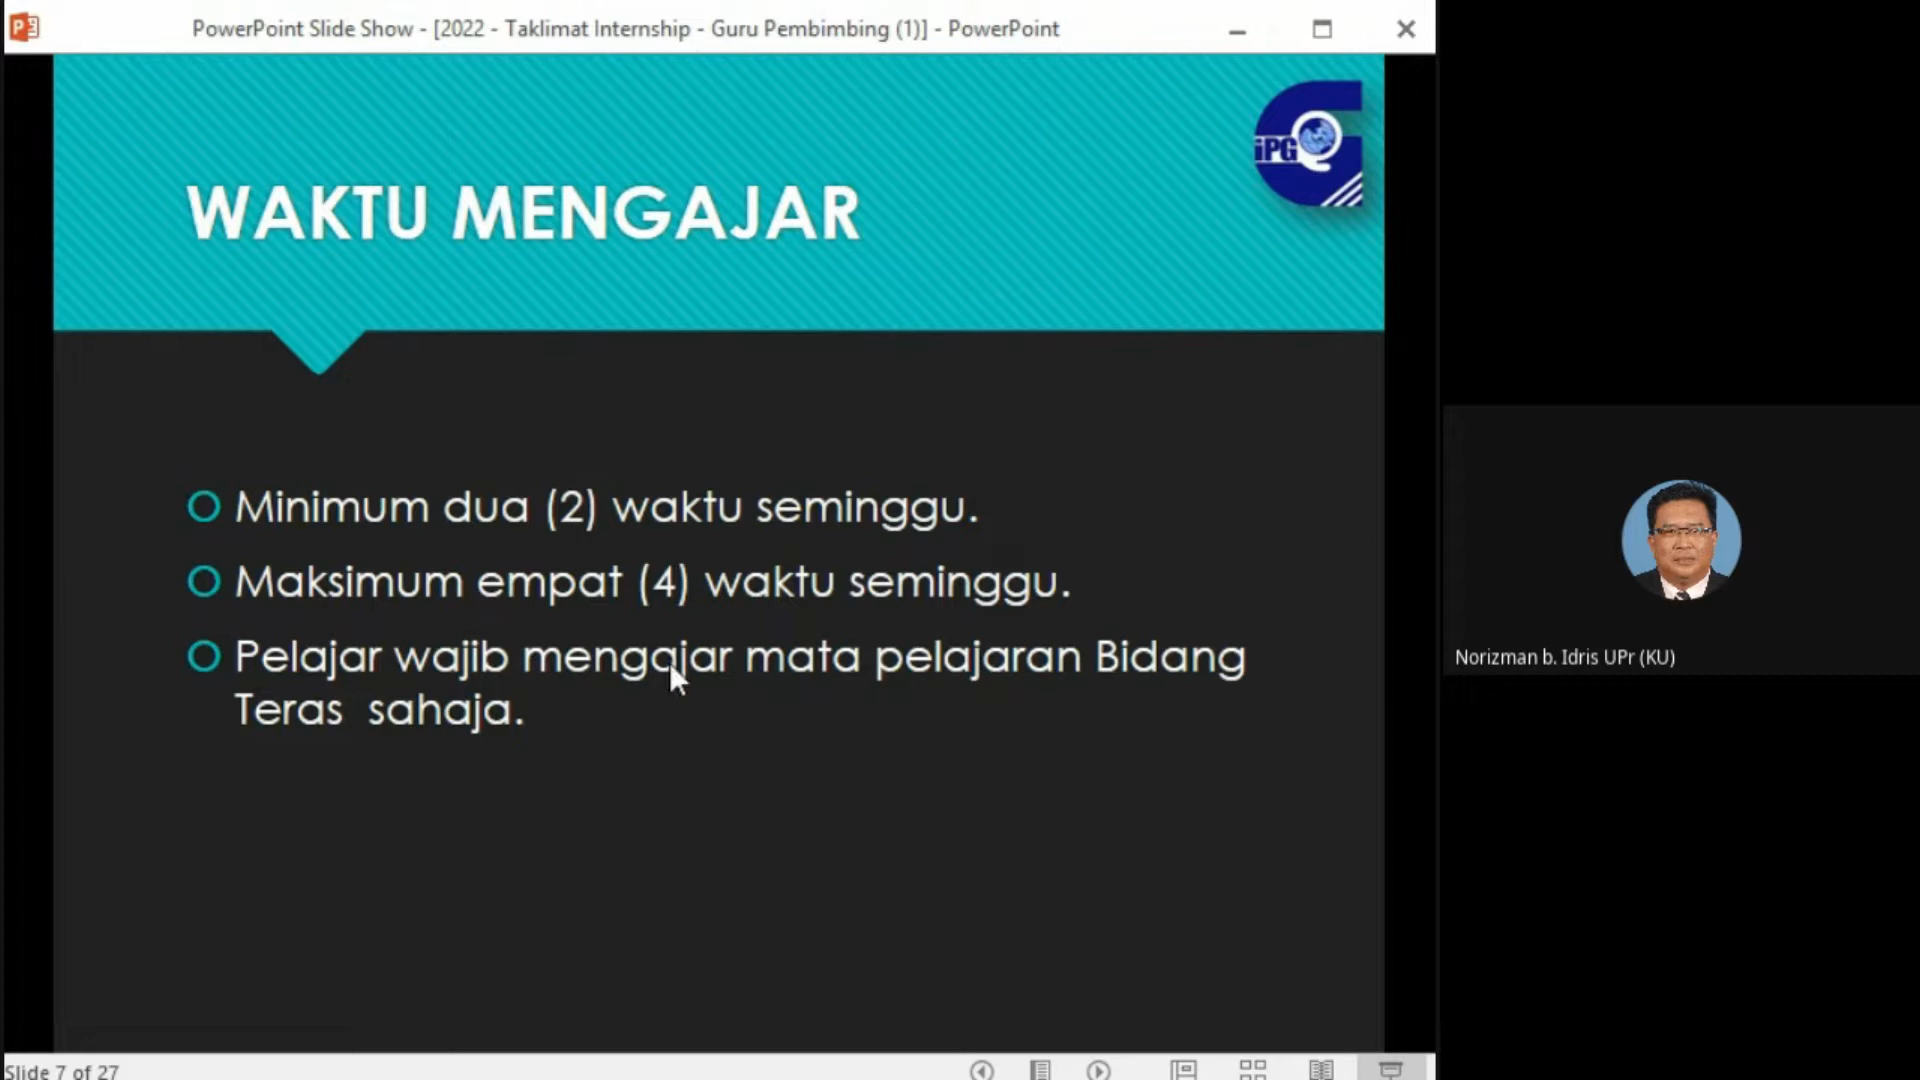 PowerPoint Slide Show - [2022 - Taklimat Internship - Guru Pembimbing (1)] - PowerPoint
iPG
WAKTU MENGAJAR
Minimum dua (2) waktu seminggu.
Maksimum empat (4) waktu seminggu.
Pelajar wajib mengajar mata pelajaran Bidang
Teras sahaja.
Norizman b. Idris UPr (KU)
Slide 7 of 27